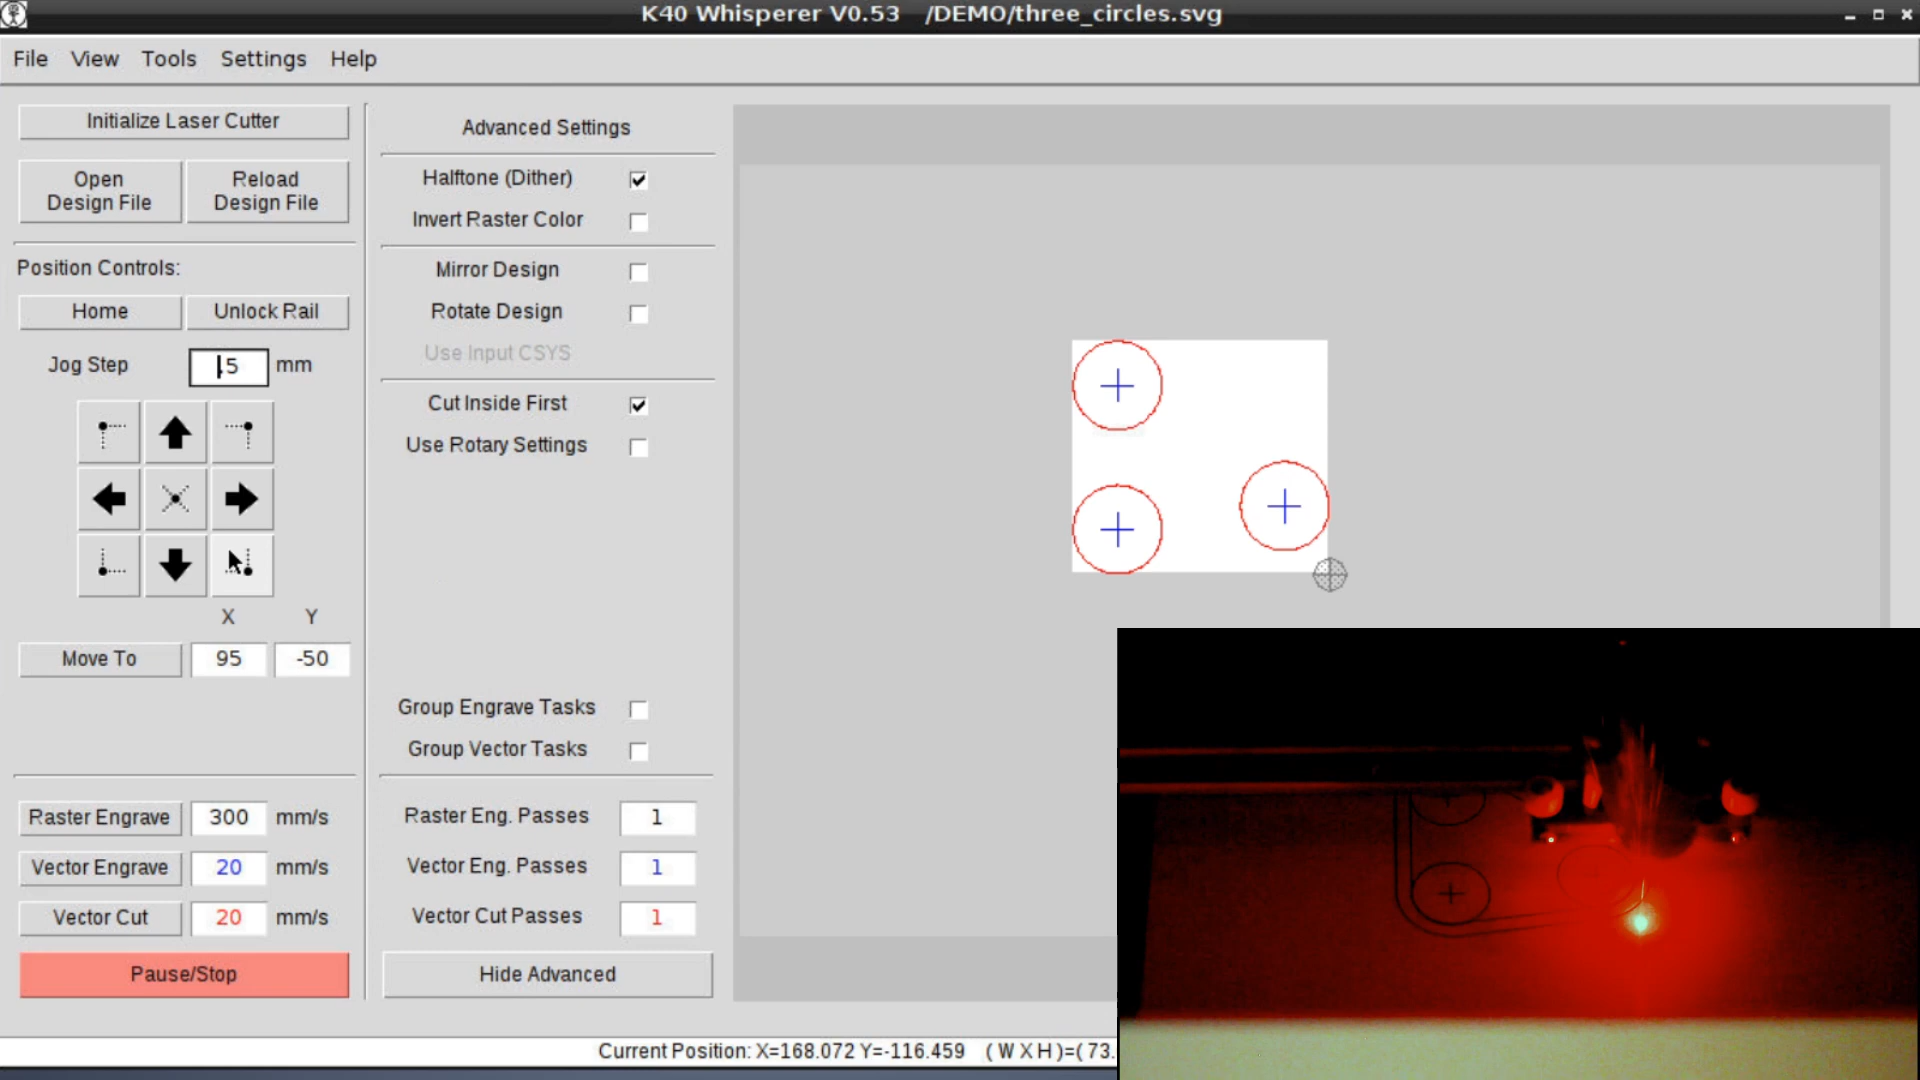 K40 Whisperer V0.53 /DEMO/three_circles.svg
File View Tools Settings Help
Initialize Laser Cutter
Open
Design File
Reload
Design File
Position Controls:
Home
Unlock Rail
Jog Step
.5
mm
X Y
Move To
95
-50
Raster Engrave
300
mm/s
Vector Engrave
20
mm/s
Vector Cut
20
mm/s
Pause/Stop
Advanced Settings
Halftone (Dither)
Invert Raster Color
Mirror Design
Rotate Design
Use Input CSYS
Cut Inside First
Use Rotary Settings
Group Engrave Tasks
Group Vector Tasks
Raster Eng. Passes
1
Vector Eng. Passes
1
Vector Cut Passes
1
Hide Advanced
Current Position: X=168.072 Y=-116.459 ( W X H )=( 73.